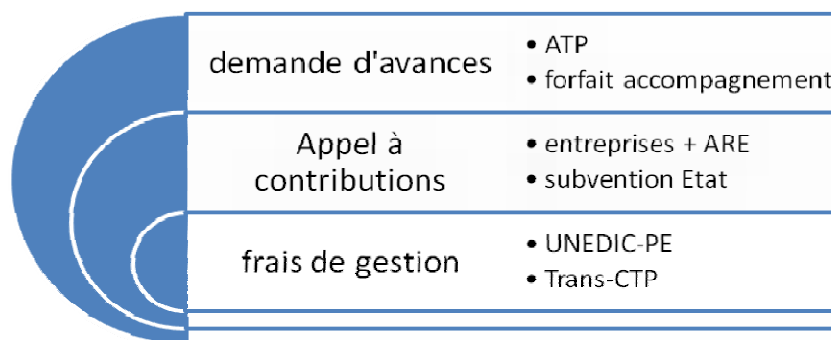 demande d'avances
• ATP
• forfait accompagnement
Appel à
contributions
• entreprises + ARE
• subvention Etat
frais de gestion
• UNEDIC-PE
• Trans-CTP